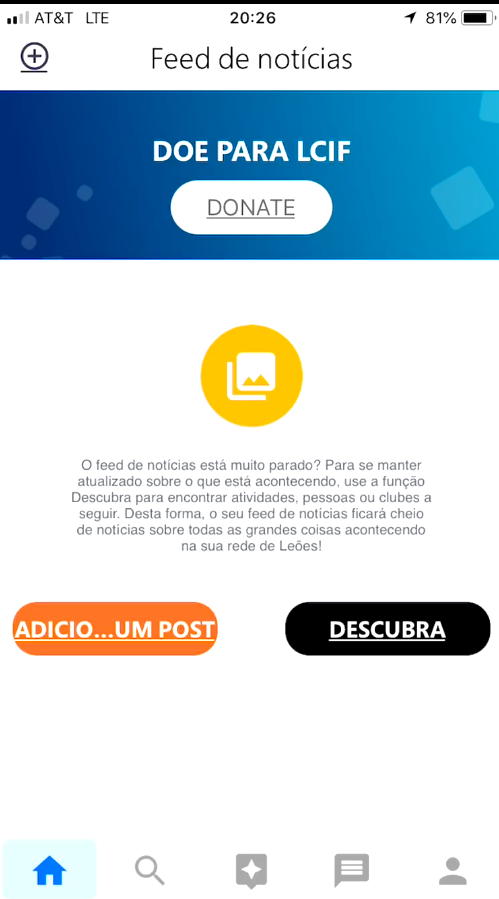 AT&T LTE 20:26 81%
Feed de notícias
DOE PARA LCIF
DONATE
O feed de notícias está muito parado? Para se manter
atualizado sobre o que está acontecendo, use a função
Descubra para encontrar atividades, pessoas ou clubes a
seguir. Desta forma, o seu feed de notícias ficará cheio
de notícias sobre todas as grandes coisas acontecendo
na sua rede de Leões!
ADICIO...UM POST DESCUBRA